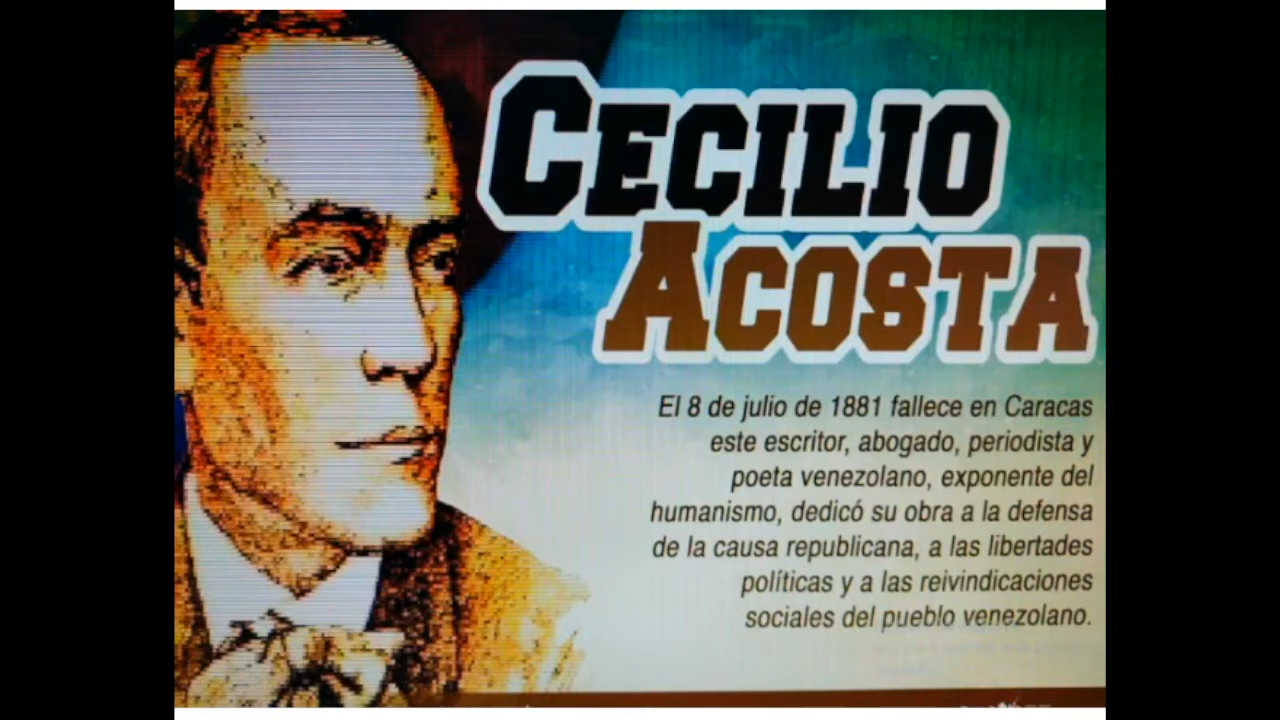 CECILIO
ACOSTA
El 8 de julio de 1881 fallece en Caracas
este escritor, abogado, periodista y
poeta venezolano, exponente del
humanismo, dedicó su obra a la defensa
de la causa republicana, a las libertades
políticas y a las reivindicaciones
sociales del pueblo venezolano.